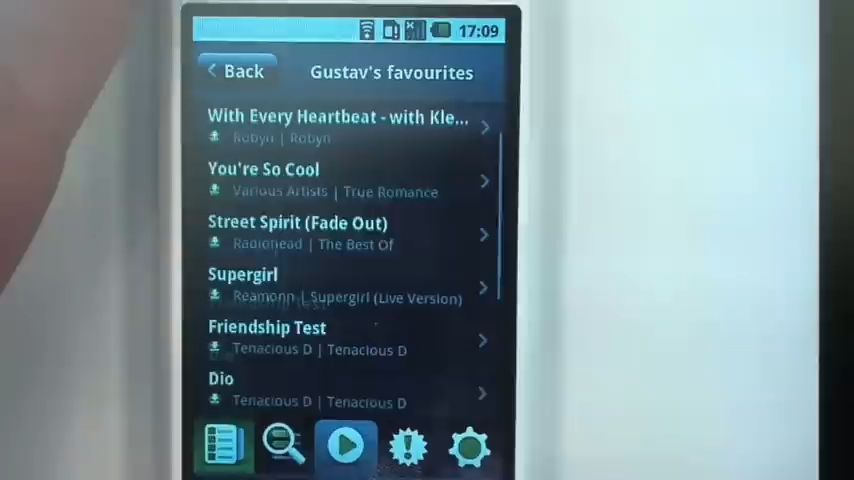 17:09
Back
Gustav's favourites
With Every Heartbeat - with Kle...
Robyn | Robyn
You're So Cool
Various Artists | True Romance
Street Spirit (Fade Out)
Radiohead | The Best Of
Supergirl
Reamonn | Supergirl (Live Version)
Friendship Test
Tenacious D | Tenacious D
Dio
Tenacious D | Tenacious D